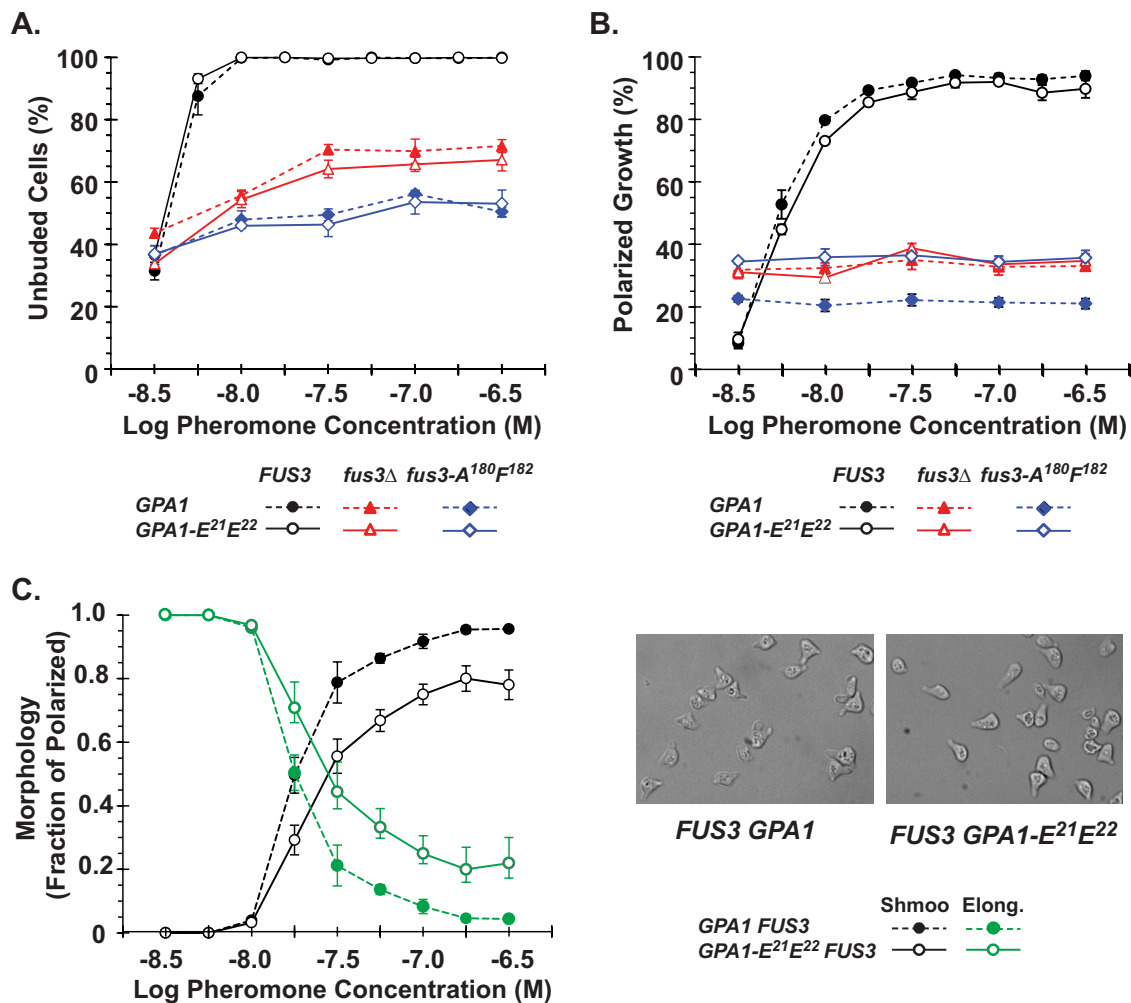 A.
B.
Unbuded Cells (%)
100
80
60
40
20
0
-8.5 -8.0 -7.5 -7.0 -6.5
Log Pheromone Concentration (M)
Polarized Growth (%)
100
80
60
40
20
0
-8.5 -8.0 -7.5 -7.0 -6.5
Log Pheromone Concentration (M)
FUS3 fus3Δ fus3-A¹⁸⁰F¹⁸²
GPA1
GPA1-E²¹E²²
FUS3 fus3Δ fus3-A¹⁸⁰F¹⁸²
GPA1
GPA1-E²¹E²²
C.
Morphology
(Fraction of Polarized)
1.0
0.8
0.6
0.4
0.2
0
-8.5 -8.0 -7.5 -7.0 -6.5
Log Pheromone Concentration (M)
FUS3 GPA1
FUS3 GPA1-E²¹E²²
Shmoo Elong.
GPA1 FUS3
GPA1-E²¹E²² FUS3